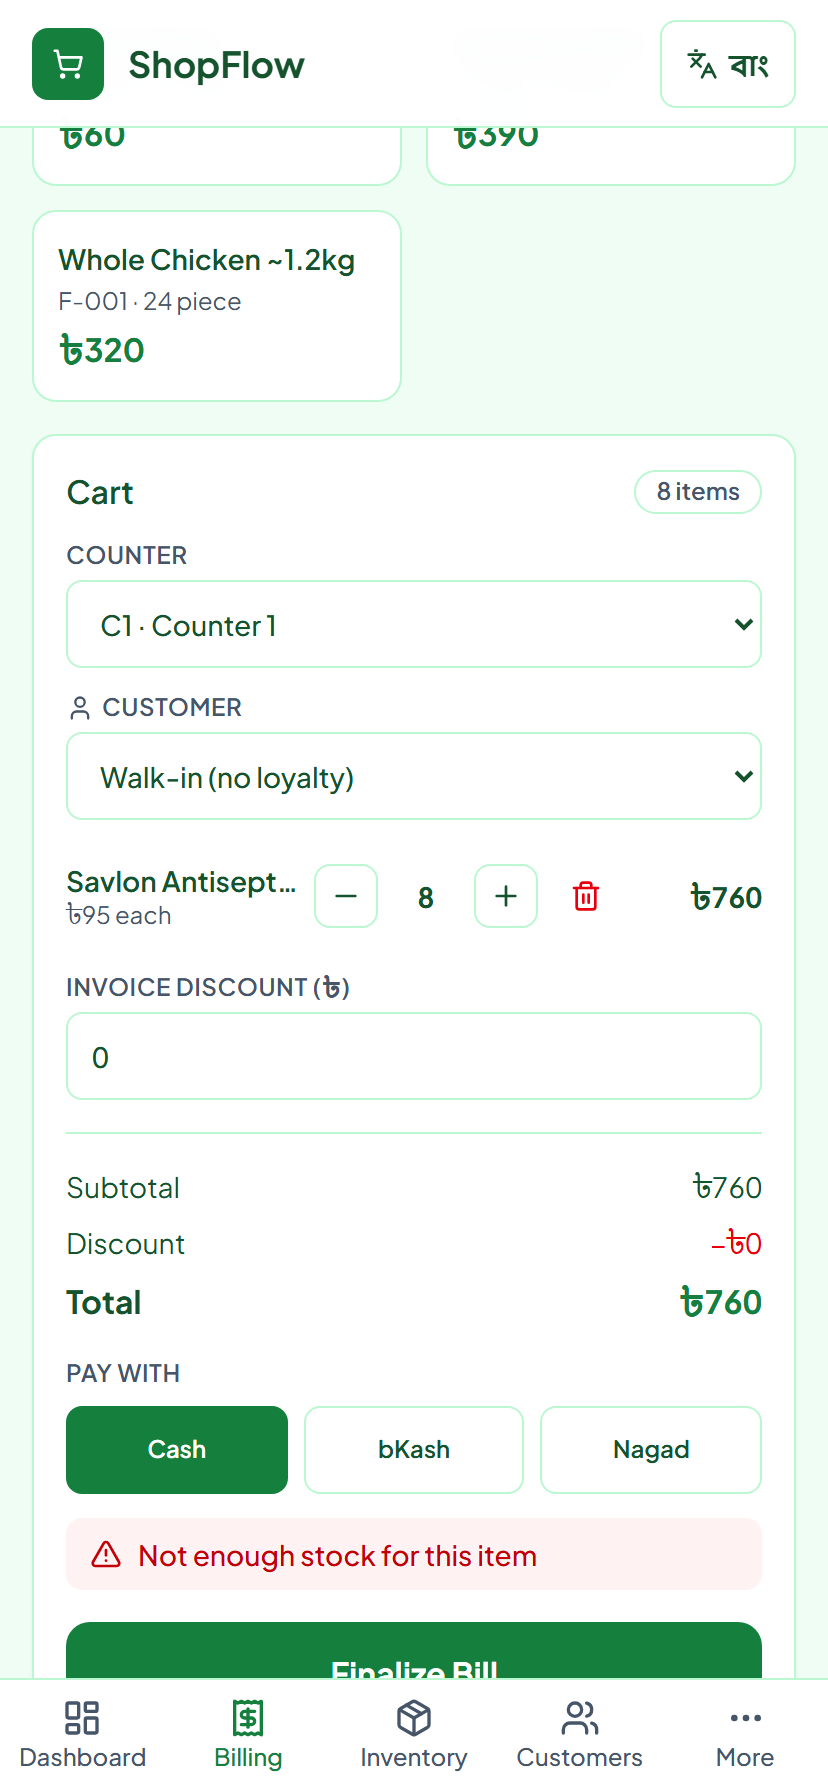 ShopFlow
বাং
৳60
৳390
Whole Chicken ~1.2kg
F-001 · 24 piece
৳320
Cart
8 items
COUNTER
C1 · Counter 1
CUSTOMER
Walk-in (no loyalty)
Savlon Antisept...
৳95 each
8
৳760
INVOICE DISCOUNT (৳)
0
Subtotal
৳760
Discount
−৳0
Total
৳760
PAY WITH
Cash
bKash
Nagad
Not enough stock for this item
Finalize Bill
Dashboard
Billing
Inventory
Customers
More